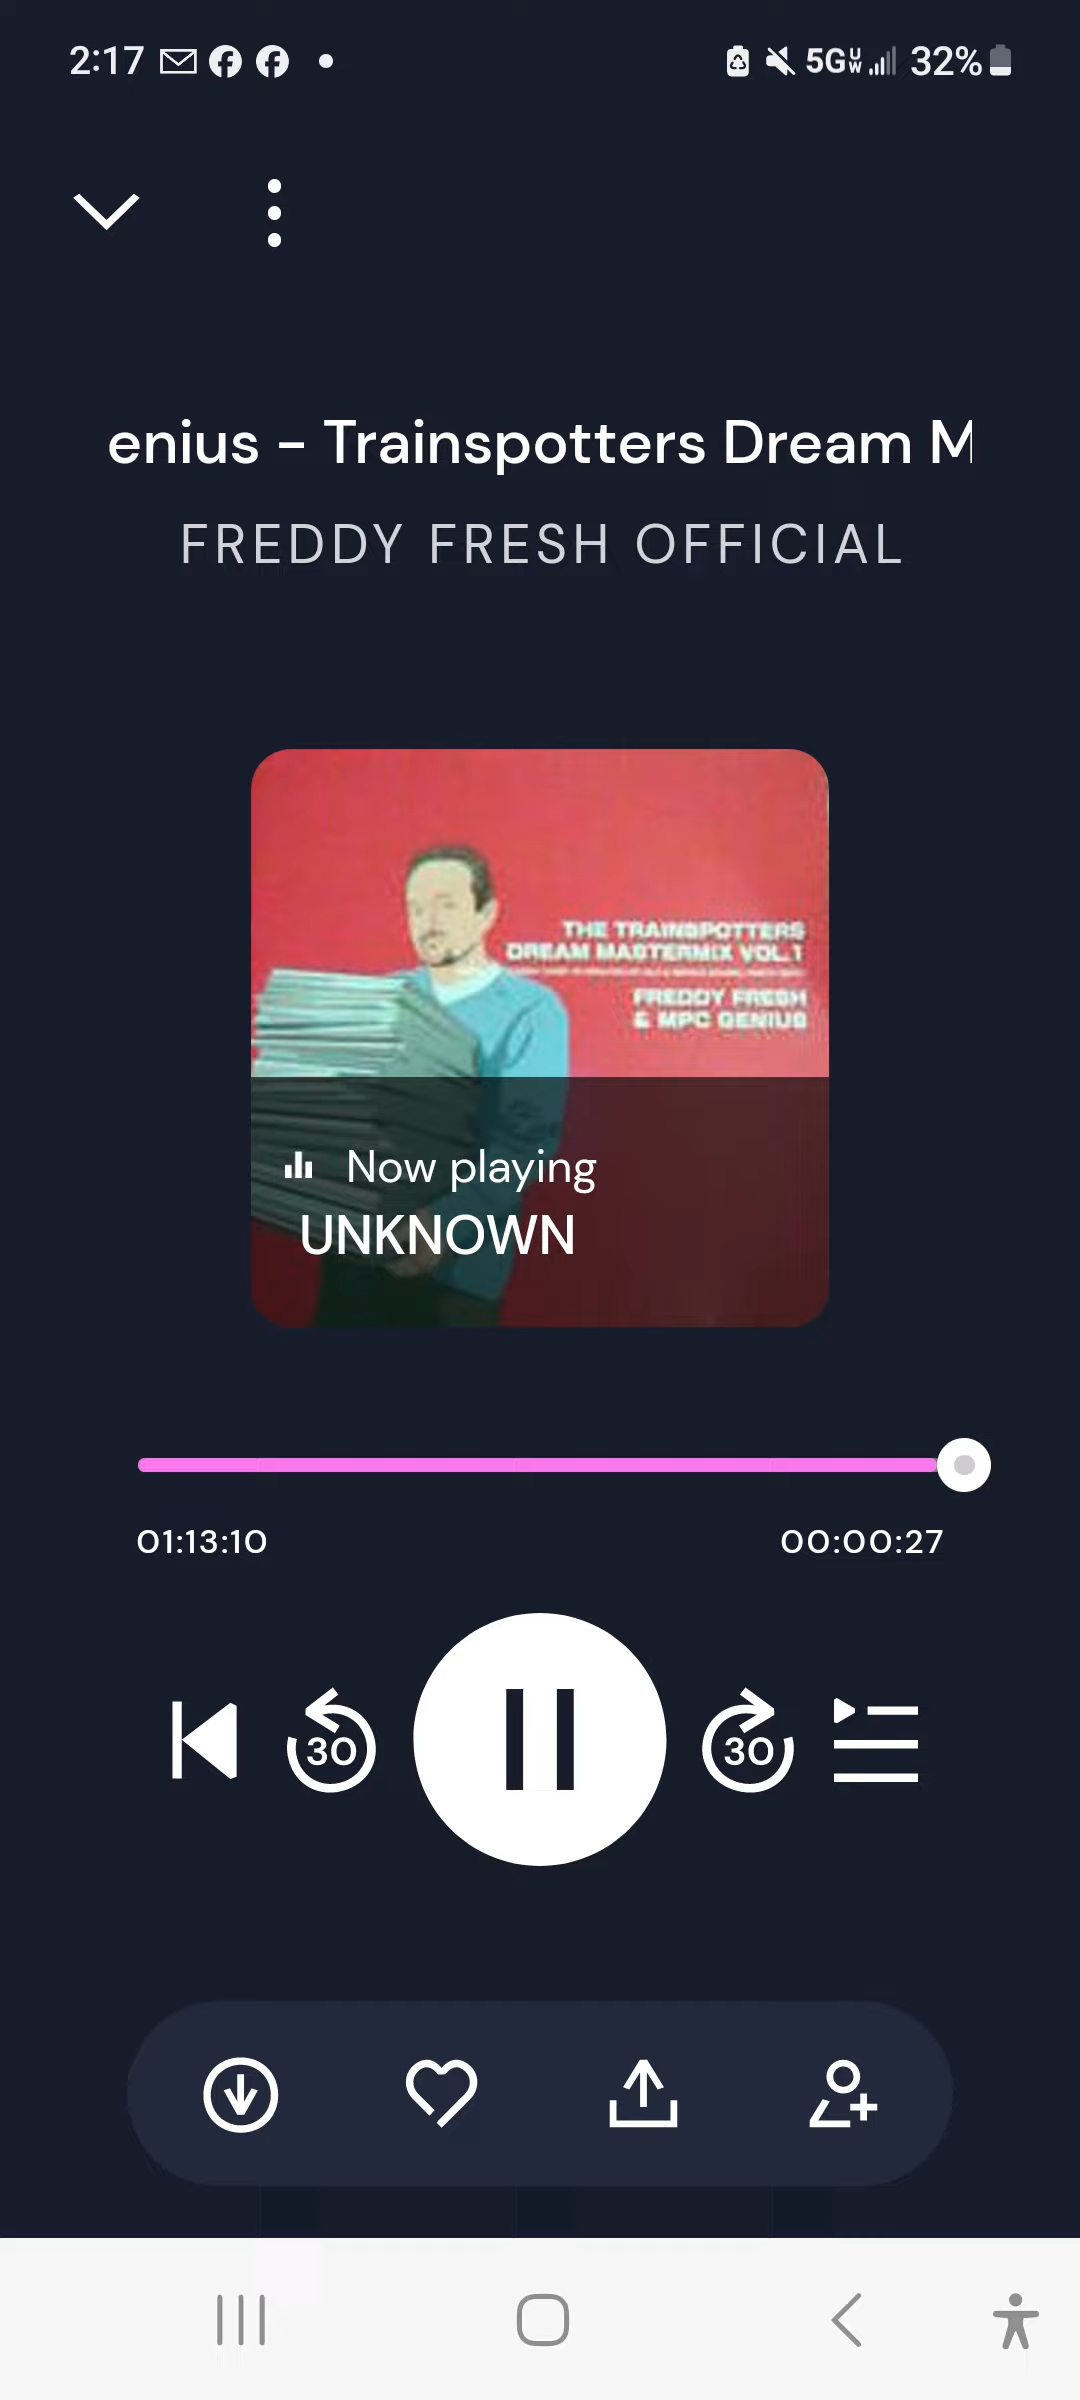 2:17 5G UW 32%
enius - Trainspotters Dream M
FREDDY FRESH OFFICIAL
THE TRAINSPOTTERS
DREAM MASTERMIX VOL.1
FREDDY FRESH
& MPC GENIUS
Now playing
UNKNOWN
01:13:10 00:00:27
30 30